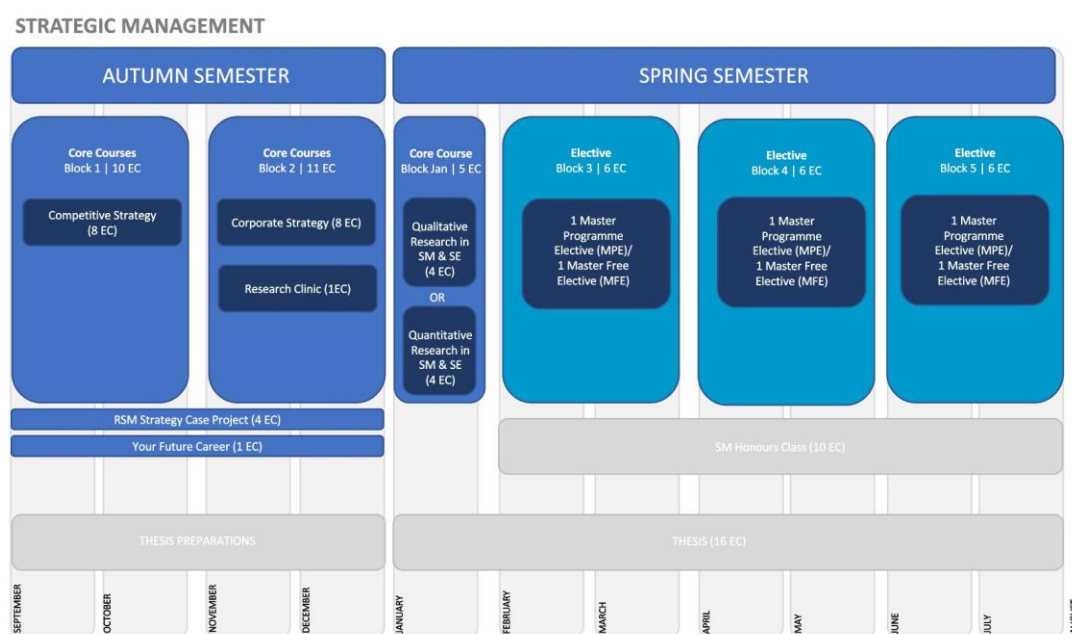 STRATEGIC MANAGEMENT
AUTUMN SEMESTER
SPRING SEMESTER
Core Courses
Block 1 | 10 EC
Competitive Strategy
(8 EC)
Core Courses
Block 2 | 11 EC
Corporate Strategy (8 EC)
Research Clinic (1EC)
Core Course
Block Jan | 5 EC
Qualitative
Research in
SM & SE
(4 EC)
OR
Quantitative
Research in
SM & SE
(4 EC)
Elective
Block 3 | 6 EC
1 Master
Programme
Elective (MPE)/
1 Master Free
Elective (MFE)
Elective
Block 4 | 6 EC
1 Master
Programme
Elective (MPE)/
1 Master Free
Elective (MFE)
Elective
Block 5 | 6 EC
1 Master
Programme
Elective (MPE)/
1 Master Free
Elective (MFE)
RSM Strategy Case Project (4 EC)
Your Future Career (1 EC)
SM Honours Class (10 EC)
THESIS PREPARATIONS
THESIS (16 EC)
SEPTEMBER
OCTOBER
NOVEMBER
DECEMBER
JANUARY
FEBRUARY
MARCH
APRIL
MAY
JUNE
JULY